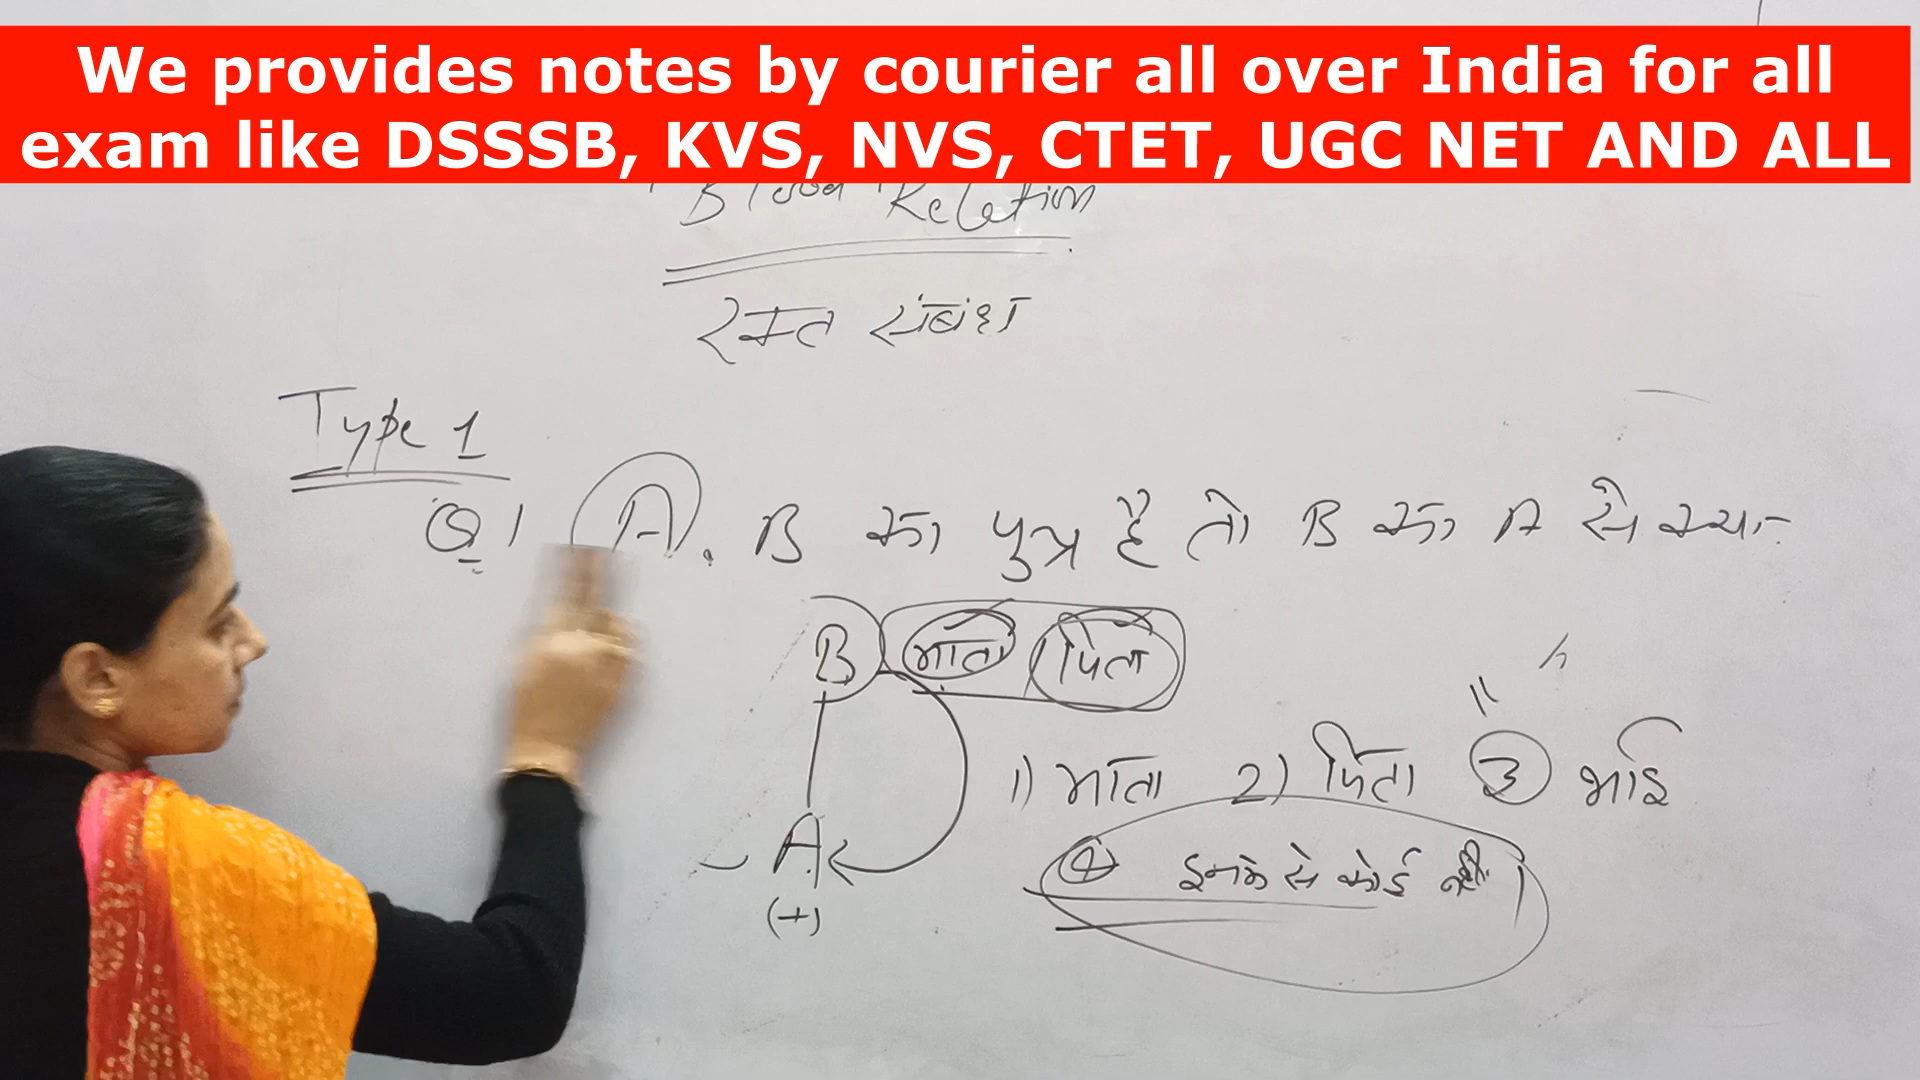 We provides notes by courier all over India for all
exam like DSSSB, KVS, NVS, CTET, UGC NET AND ALL
Blood Relation
रक्त संबंध
Type 1
Q1 A. B का पुत्र है तो B का A से क्या
B माता पिता
1) माता 2) पिता 3 भाई
A
4 इनमे से कोई नही
(+)